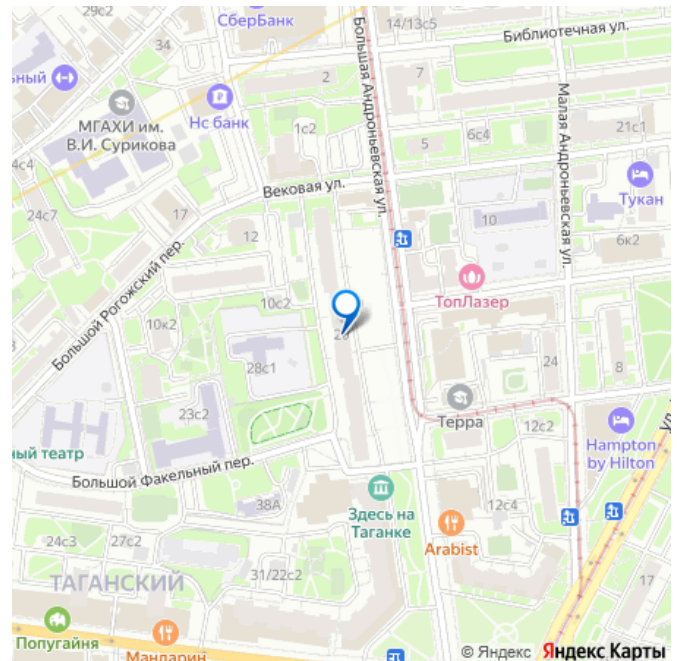 29с2
СберБанк
14/13с5
Библиотечная ул.
Большая Андроньевская ул.
34
ьный
2
7
МГАХИ им.
В.И. Сурикова
Нс банк
Малая Андроньевская ул.
21с1
1с2
5
6с4
4с4
24с7
17
Вековая ул.
Тукан
10
12
6к2
Большой Рогожский пер.
ТопЛазер
10с2
10к2
28с1
24
8
23с2
Терра
12с2
Hampton
by Hilton
ный театр
Большой Факельный пер.
38А
Здесь на
Таганке
12с4
Arabist
24с3
27с2
31/22с2
ТАГАНСКИЙ
17
Попугайня
Мандарин
© Яндекс Яндекс Карты